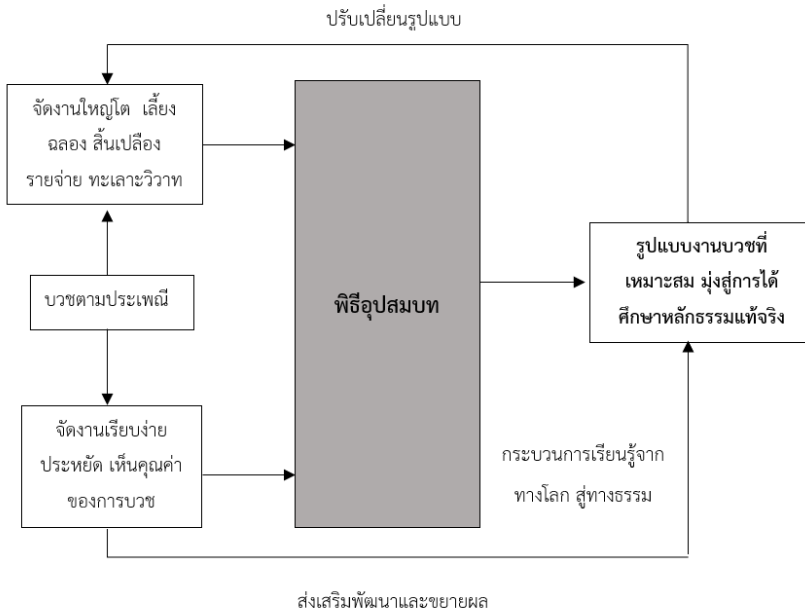 ปรับเปลี่ยนรูปแบบ
จัดงานใหญ่โต เลี้ยง
ฉลอง สิ้นเปลือง
รายจ่าย ทะเลาะวิวาท
บวชตามประเพณี
จัดงานเรียบง่าย
ประหยัด เห็นคุณค่า
ของการบวช
พิธีอุปสมบท
รูปแบบงานบวชที่
เหมาะสม มุ่งสู่การได้
ศึกษาหลักธรรมแท้จริง
กระบวนการเรียนรู้จาก
ทางโลก สู่ทางธรรม
ส่งเสริมพัฒนาและขยายผล